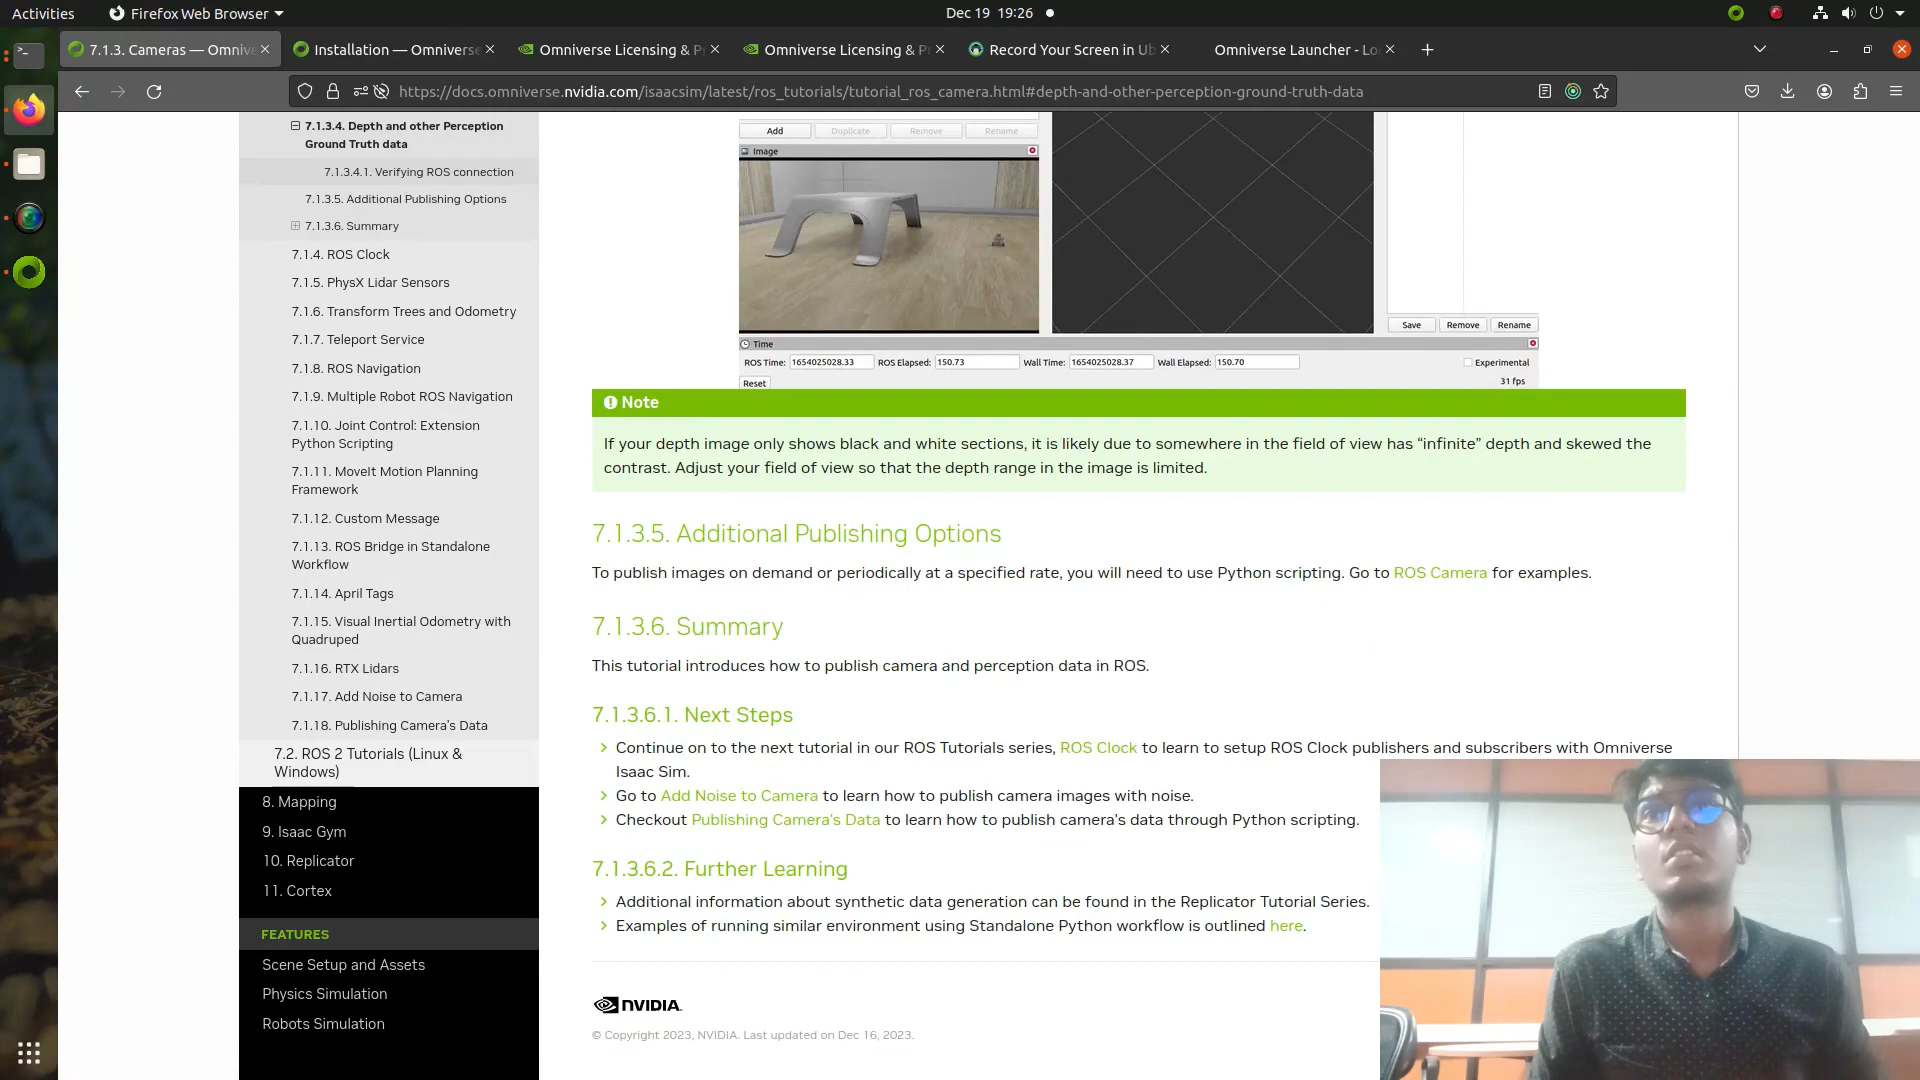 Activities
Firefox Web Browser
Dec 19 19:26
7.1.3. Cameras — Omniv
Installation — Omniverse
Omniverse Licensing & P
Omniverse Licensing & P
Record Your Screen in Ub
Omniverse Launcher - Lo
https://docs.omniverse.nvidia.com/isaacsim/latest/ros_tutorials/tutorial_ros_camera.html#depth-and-other-perception-ground-truth-data
7.1.3.4. Depth and other Perception
Ground Truth data
7.1.3.4.1. Verifying ROS connection
7.1.3.5. Additional Publishing Options
7.1.3.6. Summary
7.1.4. ROS Clock
7.1.5. PhysX Lidar Sensors
7.1.6. Transform Trees and Odometry
7.1.7. Teleport Service
7.1.8. ROS Navigation
7.1.9. Multiple Robot ROS Navigation
7.1.10. Joint Control: Extension
Python Scripting
7.1.11. MoveIt Motion Planning
Framework
7.1.12. Custom Message
7.1.13. ROS Bridge in Standalone
Workflow
7.1.14. April Tags
7.1.15. Visual Inertial Odometry with
Quadruped
7.1.16. RTX Lidars
7.1.17. Add Noise to Camera
7.1.18. Publishing Camera's Data
7.2. ROS 2 Tutorials (Linux &
Windows)
8. Mapping
9. Isaac Gym
10. Replicator
11. Cortex
FEATURES
Scene Setup and Assets
Physics Simulation
Robots Simulation
Add
Duplicate
Remove
Rename
Image
Save
Remove
Rename
Time
ROS Time: 1654025028.33 ROS Elapsed: 150.73 Wall Time: 1654025028.37 Wall Elapsed: 150.70
Experimental
Reset
31 fps
Note
If your depth image only shows black and white sections, it is likely due to somewhere in the field of view has “infinite” depth and skewed the
contrast. Adjust your field of view so that the depth range in the image is limited.
7.1.3.5. Additional Publishing Options
To publish images on demand or periodically at a specified rate, you will need to use Python scripting. Go to ROS Camera for examples.
7.1.3.6. Summary
This tutorial introduces how to publish camera and perception data in ROS.
7.1.3.6.1. Next Steps
Continue on to the next tutorial in our ROS Tutorials series, ROS Clock to learn to setup ROS Clock publishers and subscribers with Omniverse
Isaac Sim.
Go to Add Noise to Camera to learn how to publish camera images with noise.
Checkout Publishing Camera's Data to learn how to publish camera's data through Python scripting.
7.1.3.6.2. Further Learning
Additional information about synthetic data generation can be found in the Replicator Tutorial Series.
Examples of running similar environment using Standalone Python workflow is outlined here.
NVIDIA.
© Copyright 2023, NVIDIA. Last updated on Dec 16, 2023.